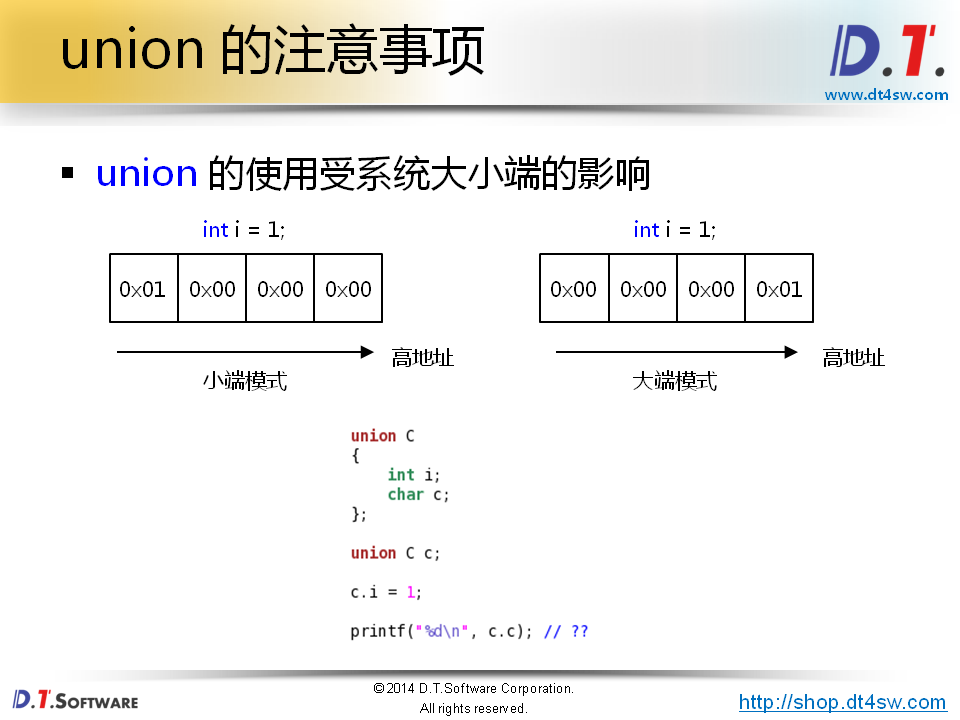 union 的注意事项
D.T.
www.dt4sw.com
▪ union 的使用受系统大小端的影响
int i = 1;
int i = 1;
0x01 0x00 0x00 0x00
0x00 0x00 0x00 0x01
高地址
高地址
小端模式
大端模式
union C
{
    int i;
    char c;
};
union C c;
c.i = 1;
printf("%d\n", c.c); // ??
D.T.SOFTWARE
©2014 D.T.Software Corporation.
All rights reserved.
http://shop.dt4sw.com